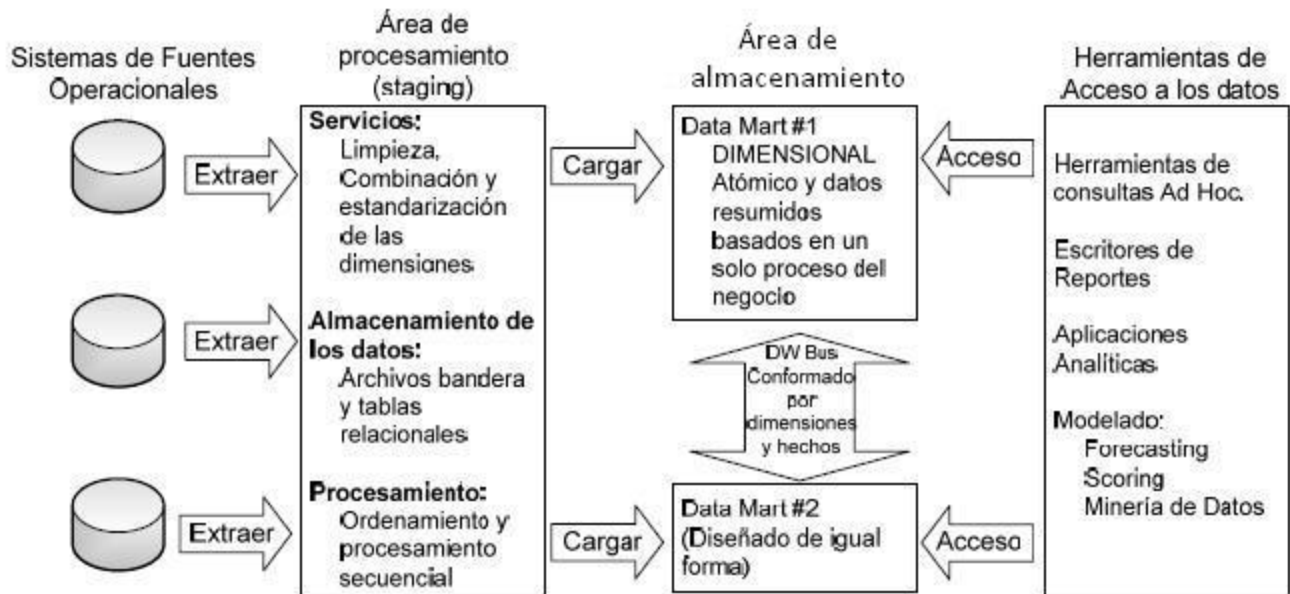 Sistemas de Fuentes
Operacionales
Extraer
Extraer
Extraer
Área de
procesamiento
(staging)
Servicios:
Limpieza,
Combinación y
estandarización
de las
dimensiones
Almacenamiento de
los datos:
Archivos bandera
y tablas
relacionales
Procesamiento:
Ordenamiento y
procesamiento
secuencial
Cargar
Cargar
Área de
almacenamiento
Data Mart #1
DIMENSIONAL
Atómico y datos
resumidos
basados en un
solo proceso del
negocio
DW Bus
Conformado
por
dimensiones
y hechos
Data Mart #2
(Diseñado de igual
forma)
Acceso
Acceso
Herramientas de
Acceso a los datos
Herramientas de
consultas Ad Hoc.
Escritores de
Reportes
Aplicaciones
Analíticas
Modelado:
Forecasting
Scoring
Minería de Datos